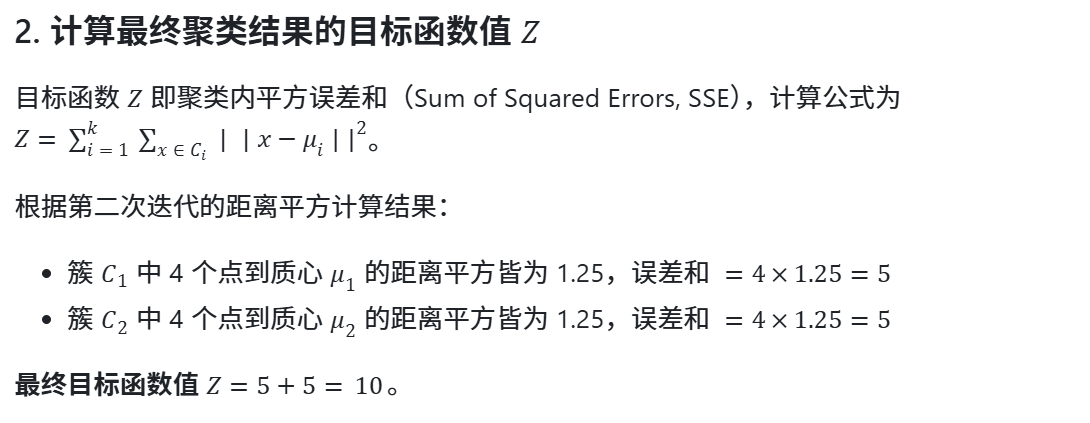 2. 计算最终聚类结果的目标函数值 Z
目标函数 Z 即聚类内平方误差和（Sum of Squared Errors, SSE），计算公式为
Z = ∑_{i=1}^{k} ∑_{x∈C_i} | | x − μ_i | |^2。
根据第二次迭代的距离平方计算结果：
• 簇 C_1 中 4 个点到质心 μ_1 的距离平方皆为 1.25，误差和 = 4 × 1.25 = 5
• 簇 C_2 中 4 个点到质心 μ_2 的距离平方皆为 1.25，误差和 = 4 × 1.25 = 5
最终目标函数值 Z = 5 + 5 = 10。